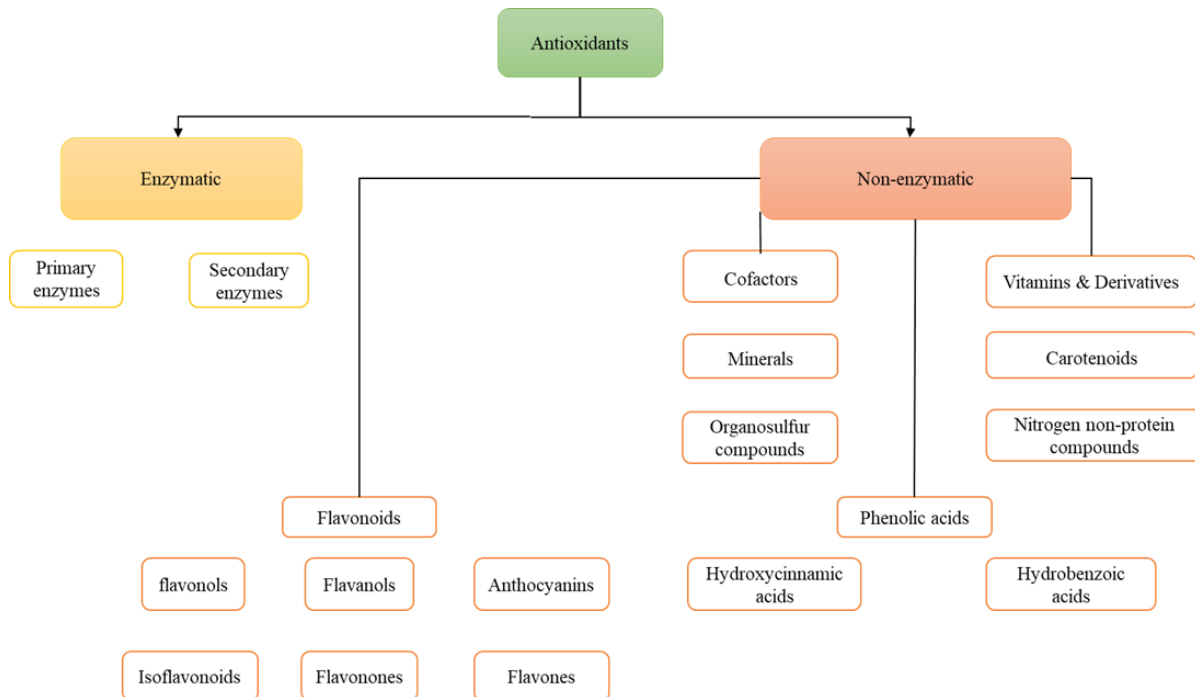 Antioxidants
Enzymatic
Non-enzymatic
Primary
enzymes
Secondary
enzymes
Cofactors
Vitamins & Derivatives
Minerals
Carotenoids
Organosulfur
compounds
Nitrogen non-protein
compounds
Flavonoids
Phenolic acids
flavonols
Flavanols
Anthocyanins
Hydroxycinnamic
acids
Hydrobenzoic
acids
Isoflavonoids
Flavonones
Flavones